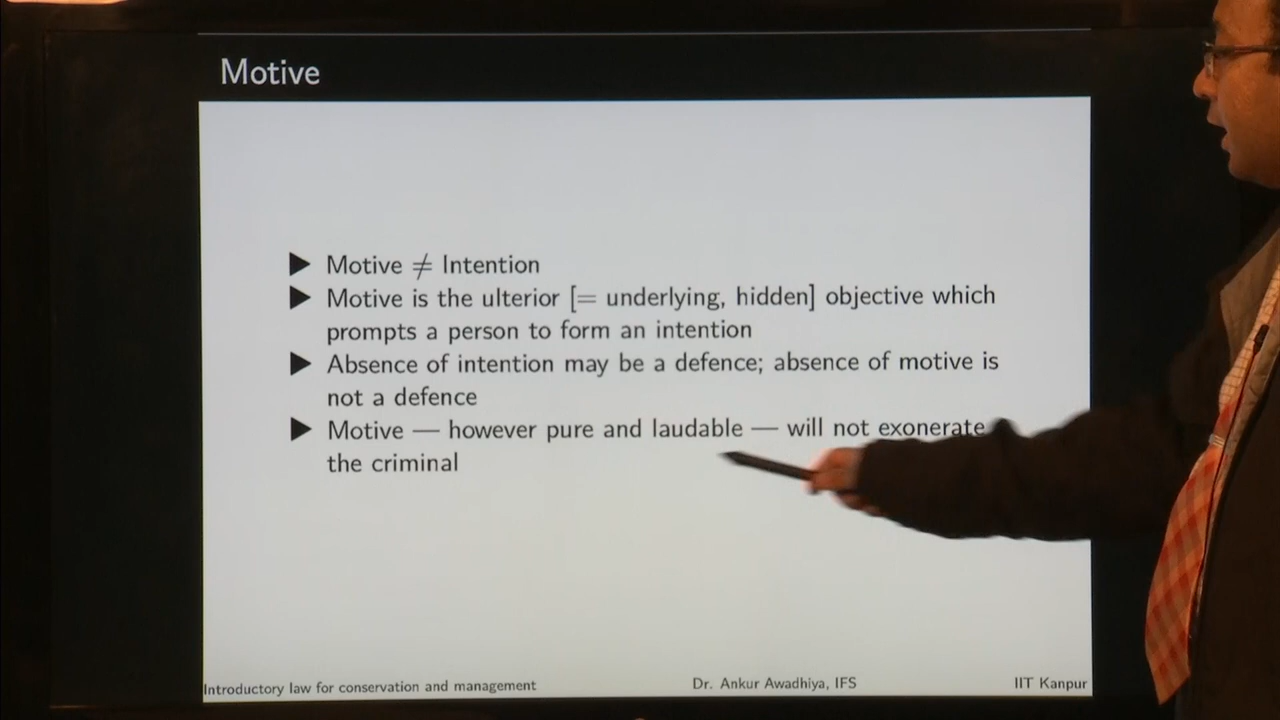 Motive
▶ Motive ≠ Intention
▶ Motive is the ulterior [= underlying, hidden] objective which
prompts a person to form an intention
▶ Absence of intention may be a defence; absence of motive is
not a defence
▶ Motive — however pure and laudable — will not exonerate
the criminal
Introductory law for conservation and management Dr. Ankur Awadhiya, IFS IIT Kanpur